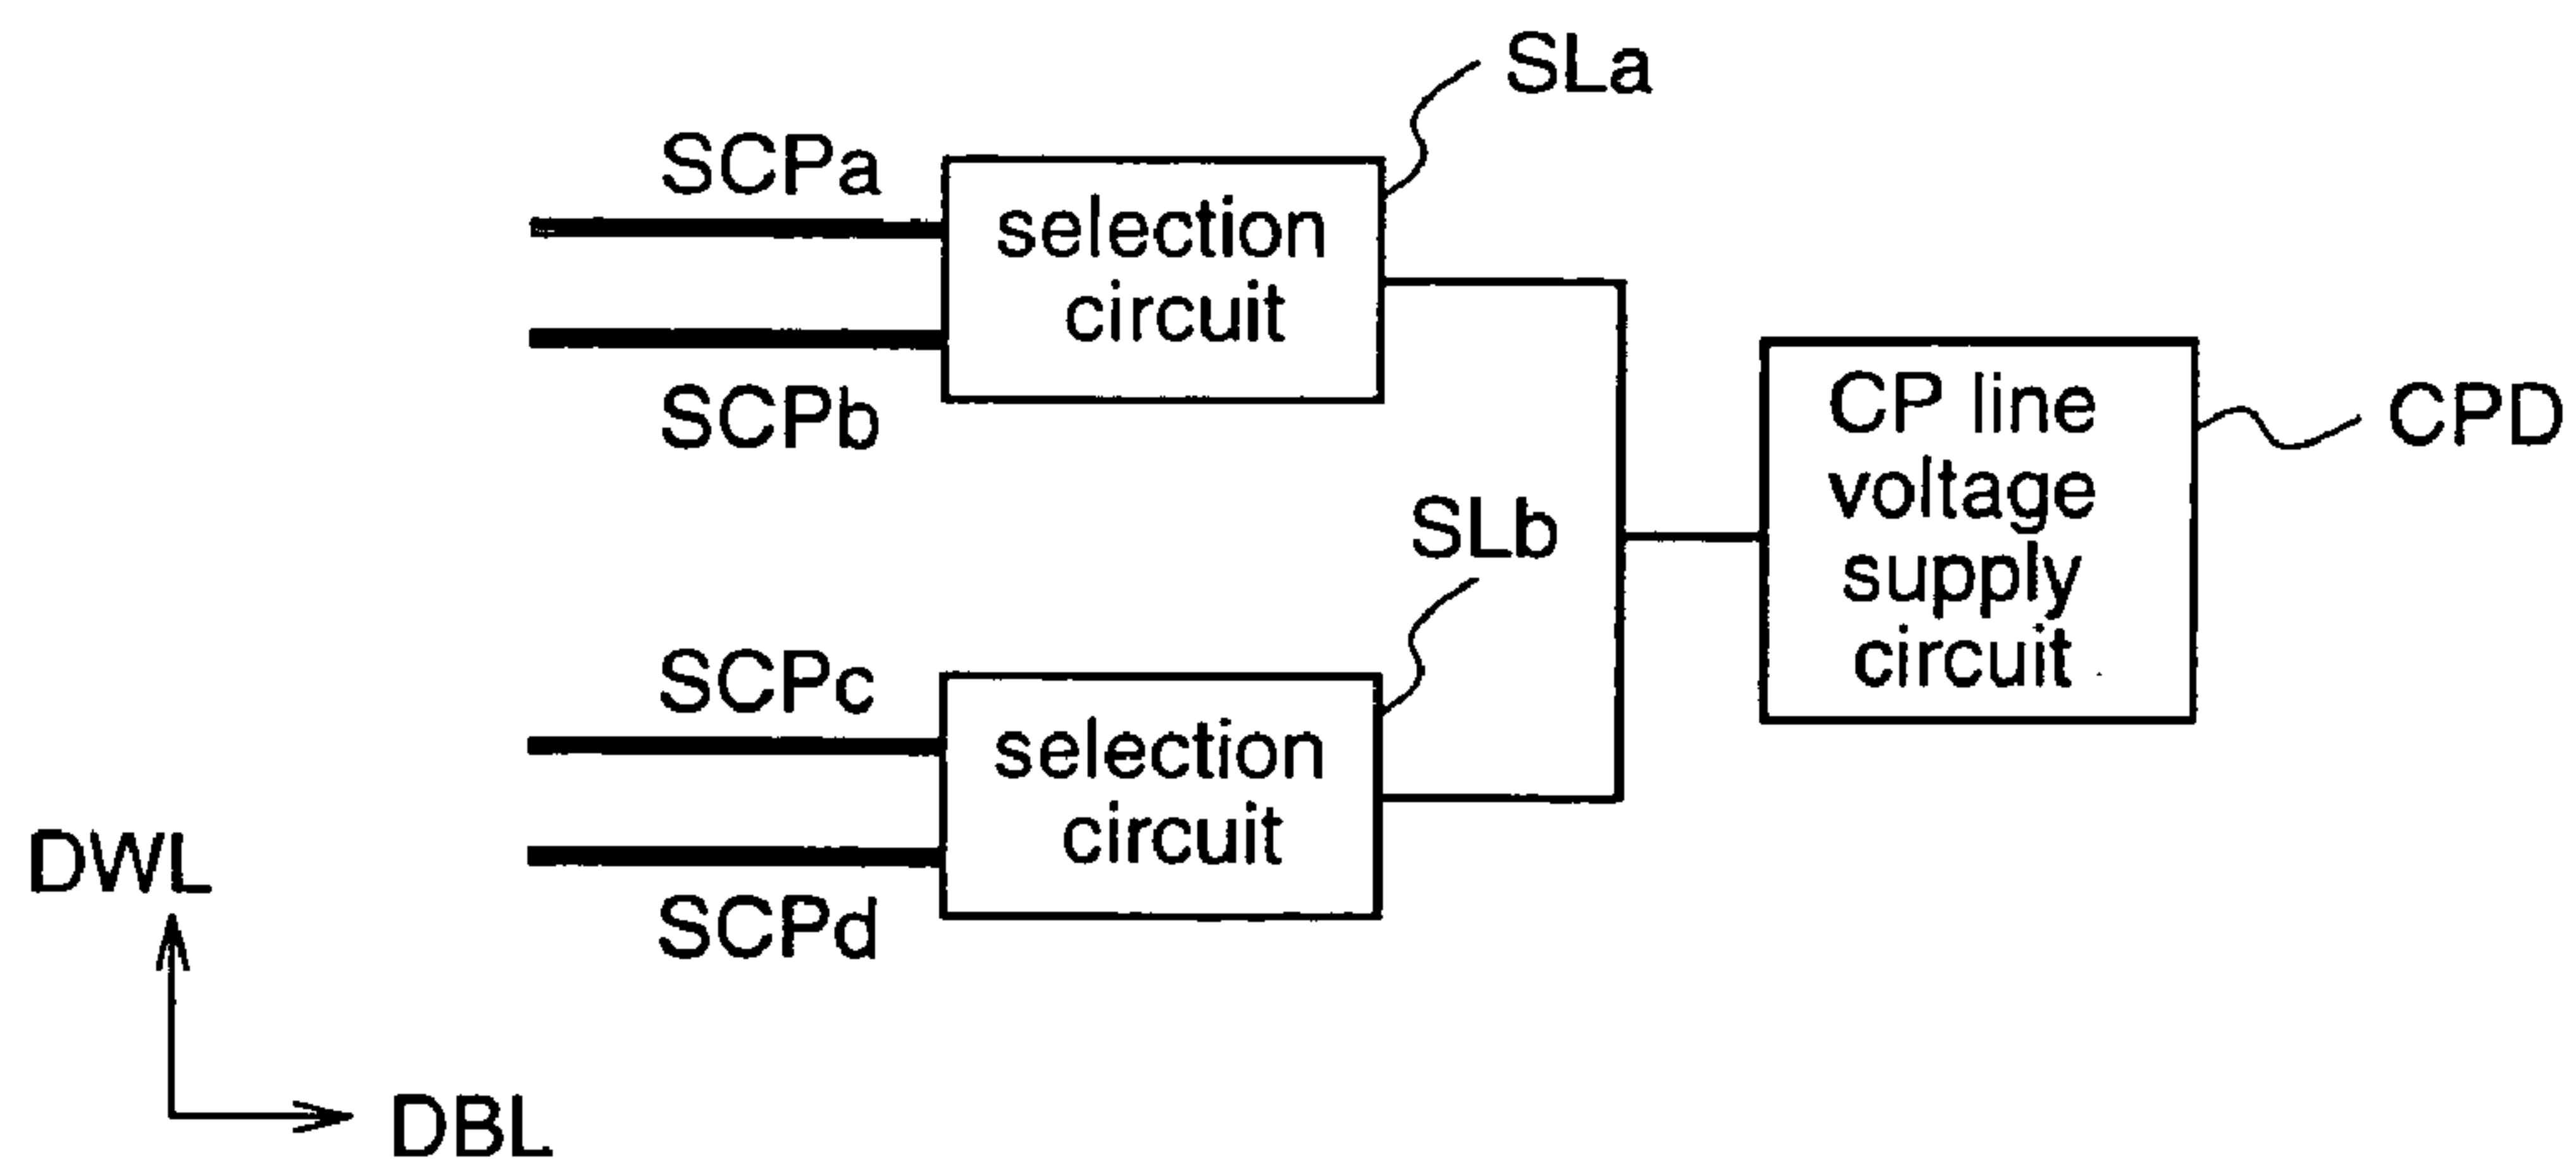 SLa
SCPa
selection
circuit
SCPb
CP line
voltage
supply
circuit
CPD
SLb
SCPc
selection
circuit
SCPd
DWL
DBL